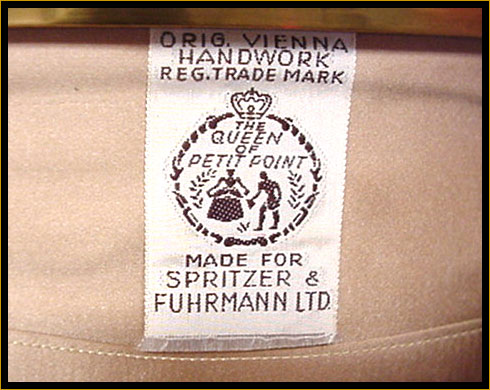 ORIG. VIENNA
HANDWORK
REG. TRADE MARK
THE
QUEEN
OF
PETIT POINT
MADE FOR
SPRITZER &
FUHRMANN LTD.